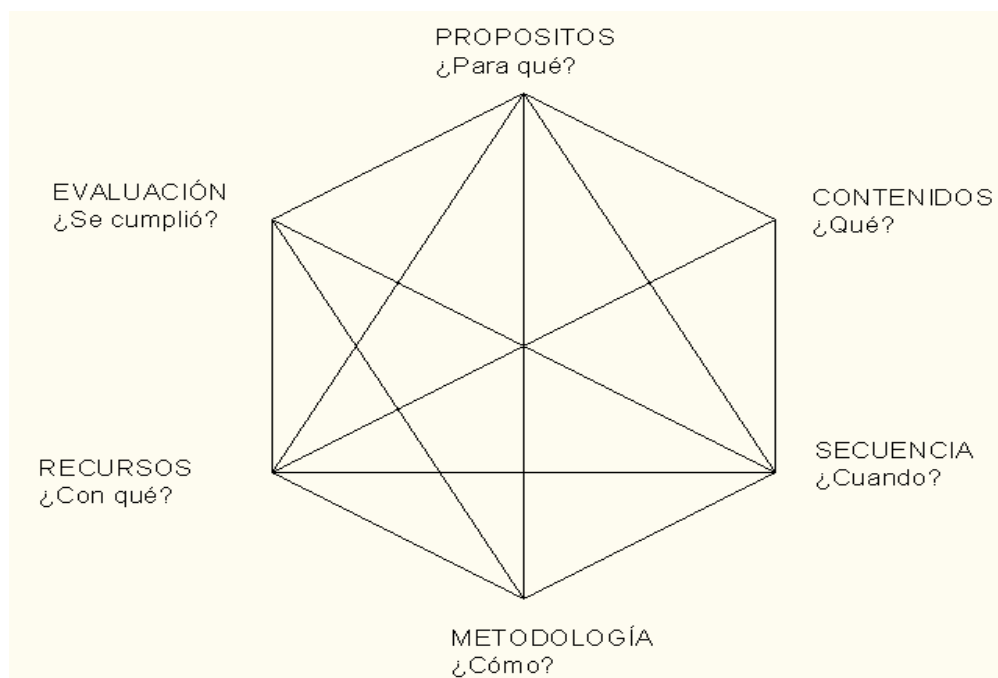 PROPOSITOS
¿Para qué?
EVALUACIÓN
¿Se cumplió?
CONTENIDOS
¿Qué?
RECURSOS
¿Con qué?
SECUENCIA
¿Cuando?
METODOLOGÍA
¿Cómo?